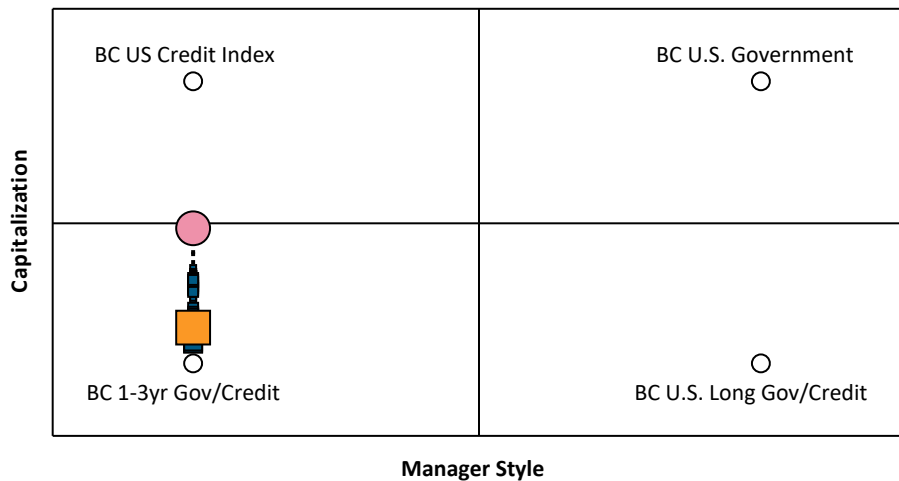 BC US Credit Index
BC U.S. Government
Capitalization
BC 1-3yr Gov/Credit
BC U.S. Long Gov/Credit
Manager Style